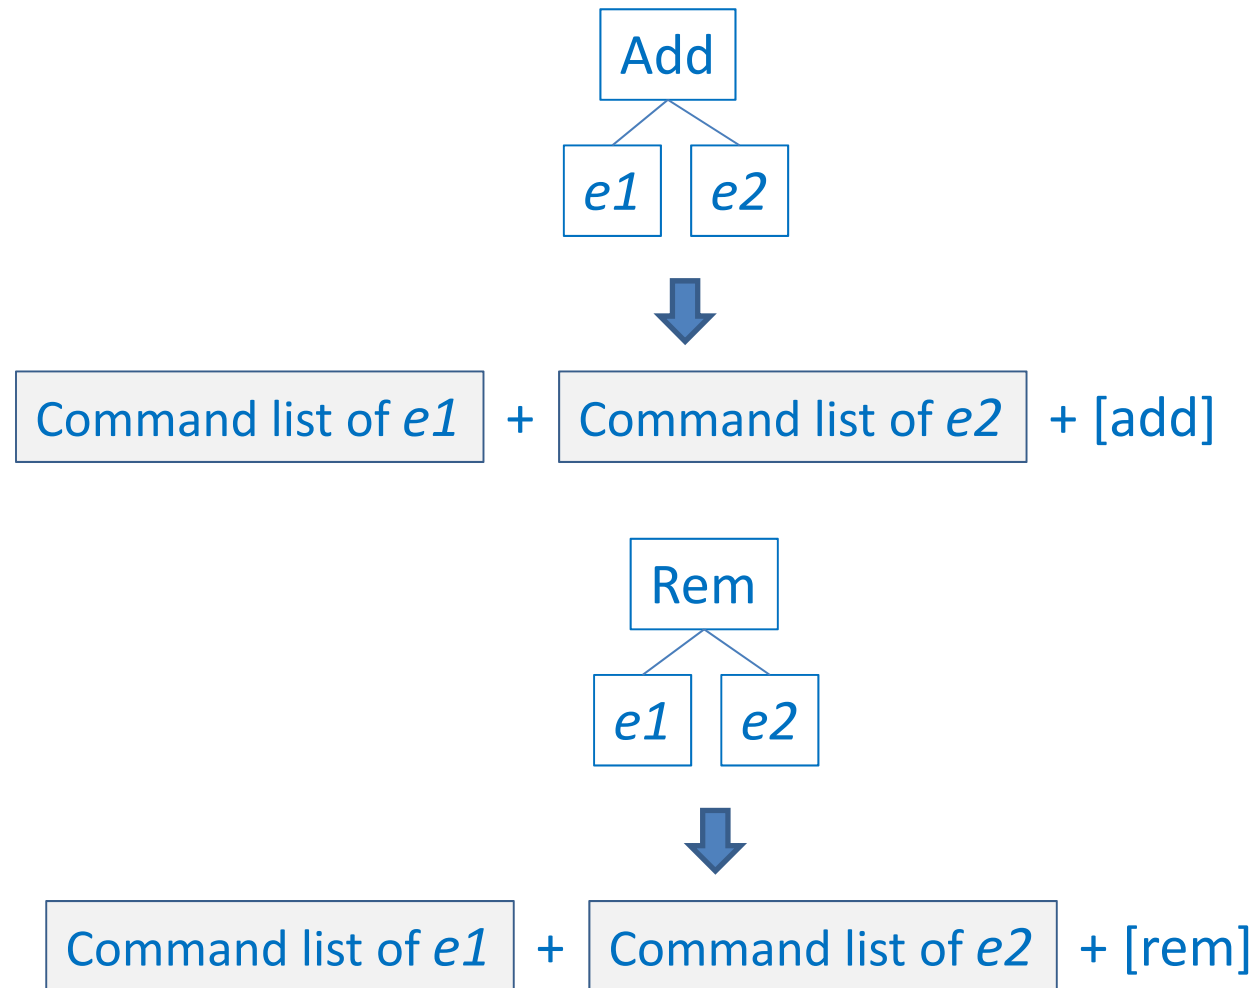 Add
e1 e2
Command list of e1 + Command list of e2 + [add]
Rem
e1 e2
Command list of e1 + Command list of e2 + [rem]